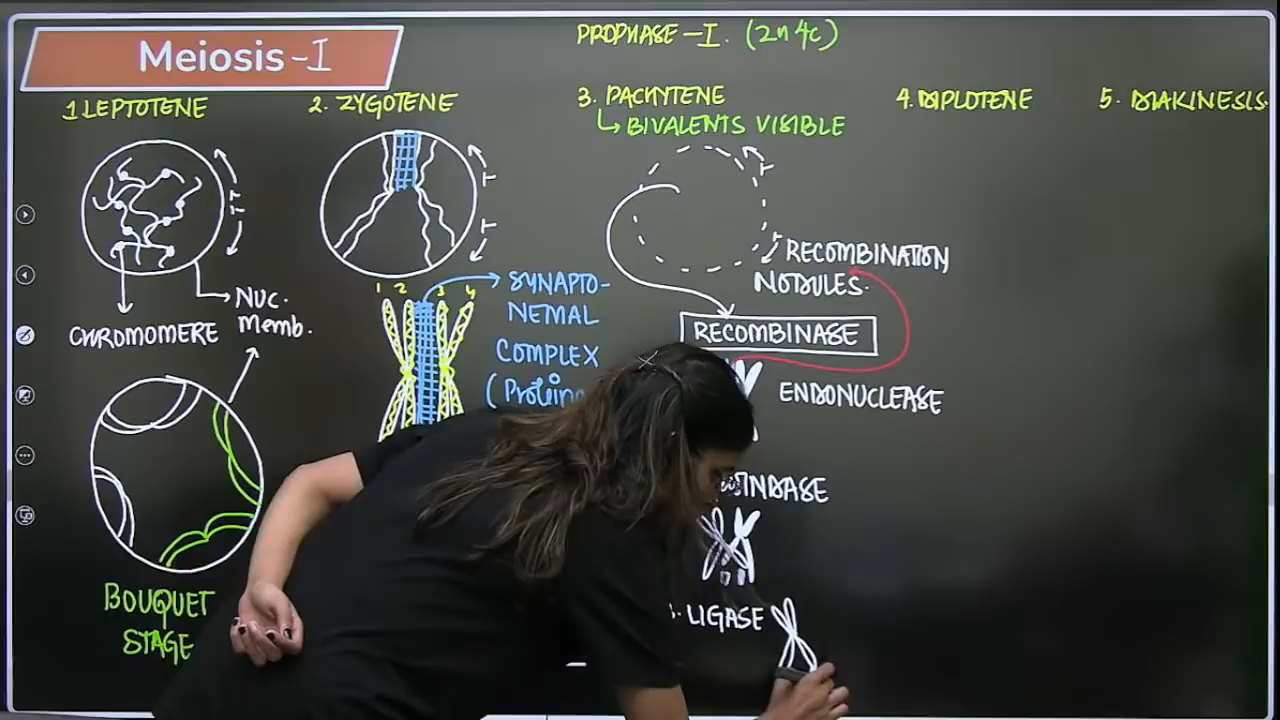 Meiosis - I
PROPHASE - I. (2n 4c)
1 LEPTOTENE
CHROMOMERE
NUC.
Memb.
BOUQUET
STAGE
2. ZYGOTENE
1 2 3 4
SYNAPTO-
NEMAL
COMPLEX
3. PACHYTENE
BIVALENTS VISIBLE
RECOMBINATION
NODULES.
RECOMBINASE
ENDONUCLEASE
LIGASE
4. DIPLOTENE
5. DIAKINESIS